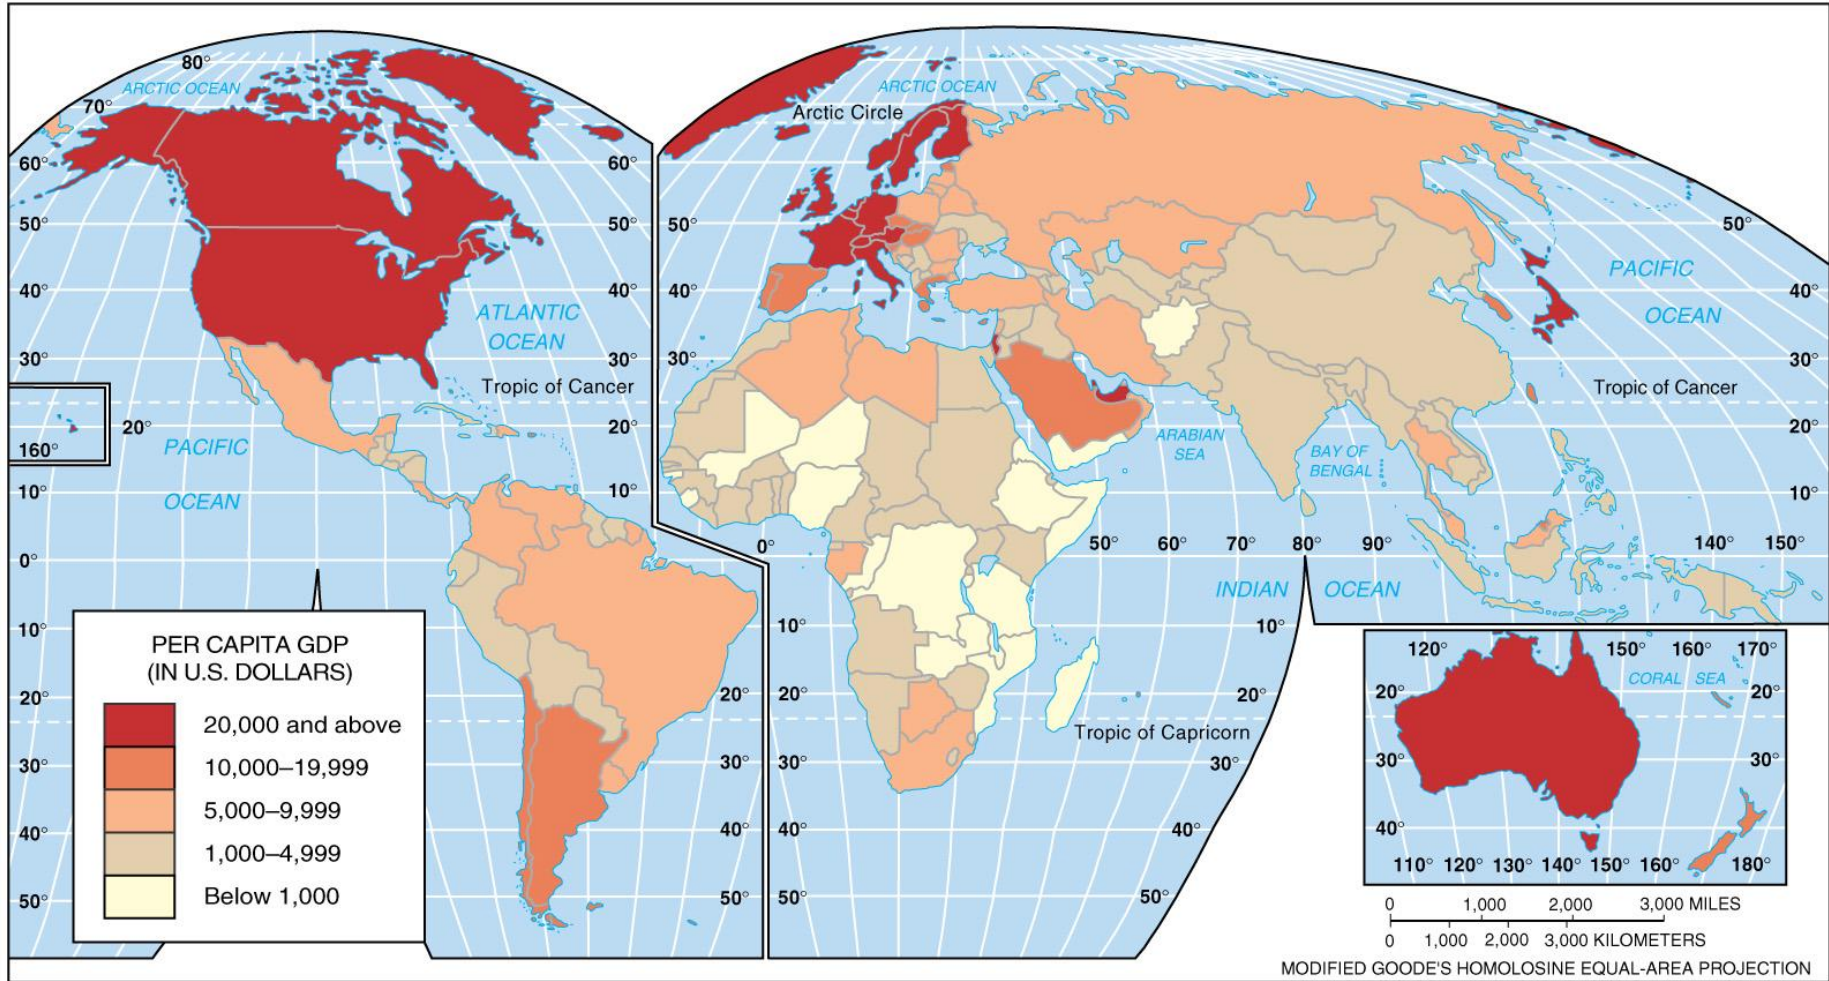 80°
ARCTIC OCEAN
ARCTIC OCEAN
70°
Arctic Circle
60°
60°
60°
50°
50°
50°
50°
PACIFIC
OCEAN
40°
40°
40°
40°
ATLANTIC
OCEAN
30°
30°
30°
30°
Tropic of Cancer
Tropic of Cancer
20°
20°
20°
160°
PACIFIC
OCEAN
ARABIAN
SEA
BAY OF
BENGAL
10°
10°
10°
0°
0°
50°
60°
70°
80°
90°
140°
150°
INDIAN
OCEAN
10°
10°
10°
20°
20°
20°
20°
Tropic of Capricorn
30°
30°
30°
30°
40°
40°
40°
40°
50°
50°
50°
50°
PER CAPITA GDP
(IN U.S. DOLLARS)
20,000 and above
10,000–19,999
5,000–9,999
1,000–4,999
Below 1,000
120°
150°
160°
170°
CORAL SEA
20°
20°
30°
30°
40°
110°
120°
130°
140°
150°
160°
180°
0 1,000 2,000 3,000 MILES
0 1,000 2,000 3,000 KILOMETERS
MODIFIED GOODE'S HOMOLOSINE EQUAL-AREA PROJECTION